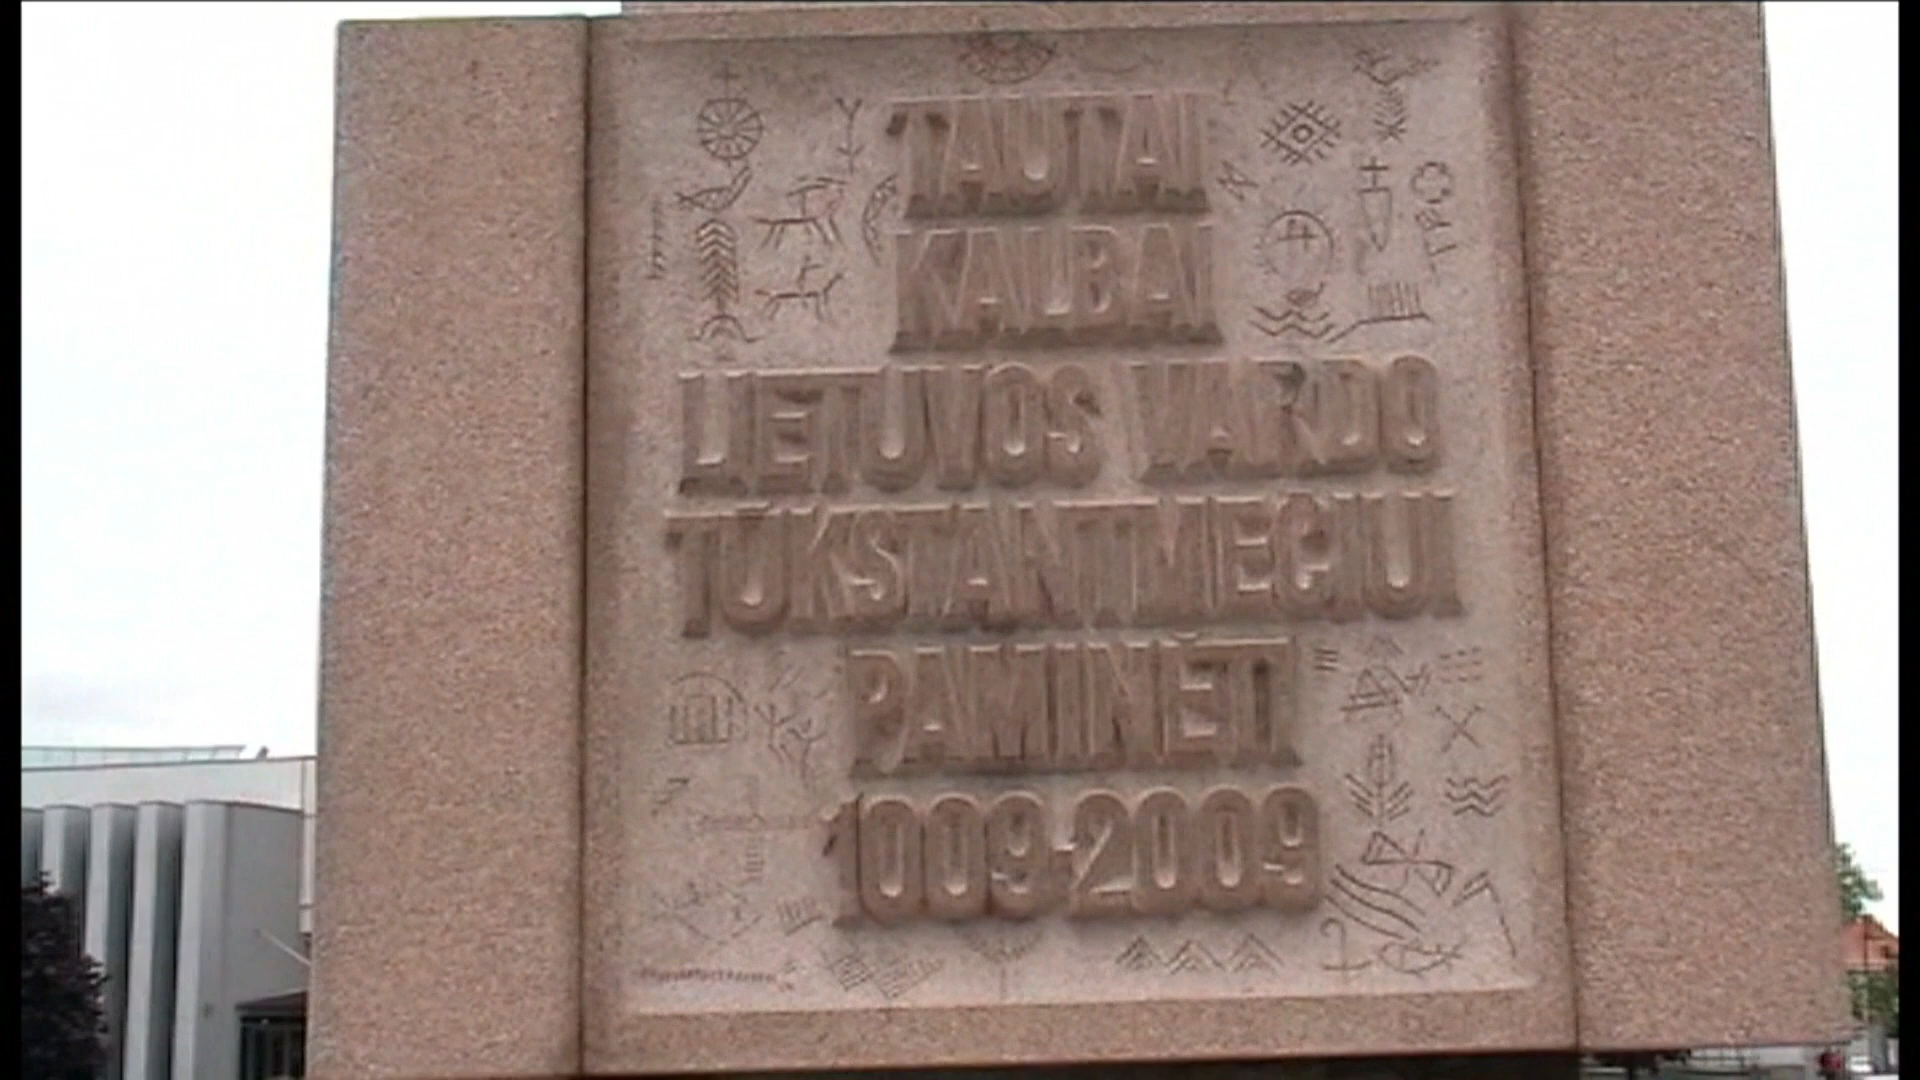 TAUTAI
KALBAI
LIETUVOS VARDO
TŪKSTANTMEČIUI
PAMINĖTI
1009-2009